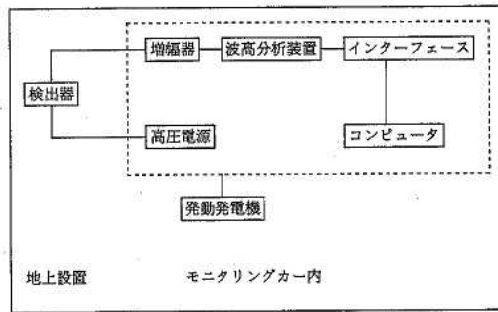 増幅器 波高分析装置 インターフェース
検出器
高圧電源 コンピュータ
発動発電機
地上設置 モニタリングカー内